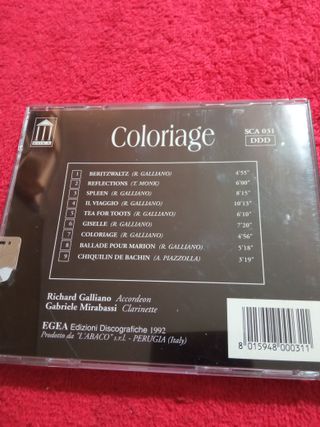 Coloriage
SCA 031
DDD
1 BERITZWALTZ (R. GALLIANO) 4'55"
2 REFLECTIONS (T. MONK) 6'00"
3 SPLEEN (R. GALLIANO) 8'15"
4 IL VIAGGIO (R. GALLIANO) 10'13"
5 TEA FOR TOOTS (R. GALLIANO) 6'10"
6 GISELLE (R. GALLIANO) 7'20"
7 COLORIAGE (R. GALLIANO) 4'56"
8 BALLADE POUR MARION (R. GALLIANO) 5'18"
9 CHIQUILIN DE BACHIN (A. PIAZZOLLA) 3'19"
Richard Galliano Accordeon
Gabriele Mirabassi Clarinette
EGEA Edizioni Discografiche 1992
Prodotto da "L'ABACO" s.r.l. - PERUGIA (Italy)
8 015948 000311